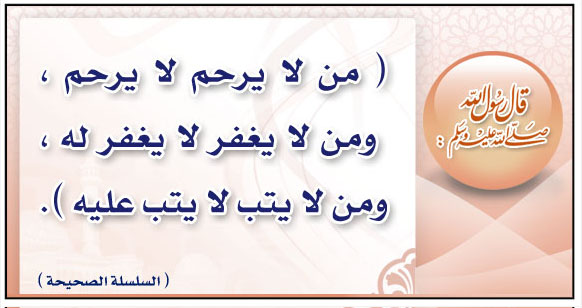 قال رسول الله
صلى الله عليه وسلم :
( من لا يرحم لا يرحم ،
ومن لا يغفر لا يغفر له ،
ومن لا يتب لا يتب عليه ).
( السلسلة الصحيحة )